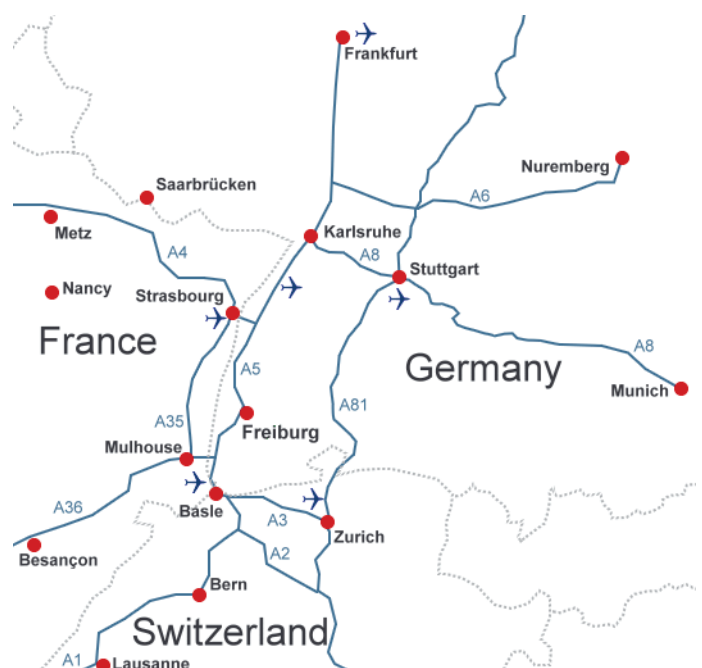 Frankfurt
Nuremberg
Saarbrücken
A6
Metz
Karlsruhe
A4
A8
Stuttgart
Nancy
Strasbourg
France
A8
Germany
A5
Munich
A81
A35
Freiburg
Mulhouse
A36
Basle
A3
Zurich
Besançon
A2
Bern
Switzerland
A1
Lausanne